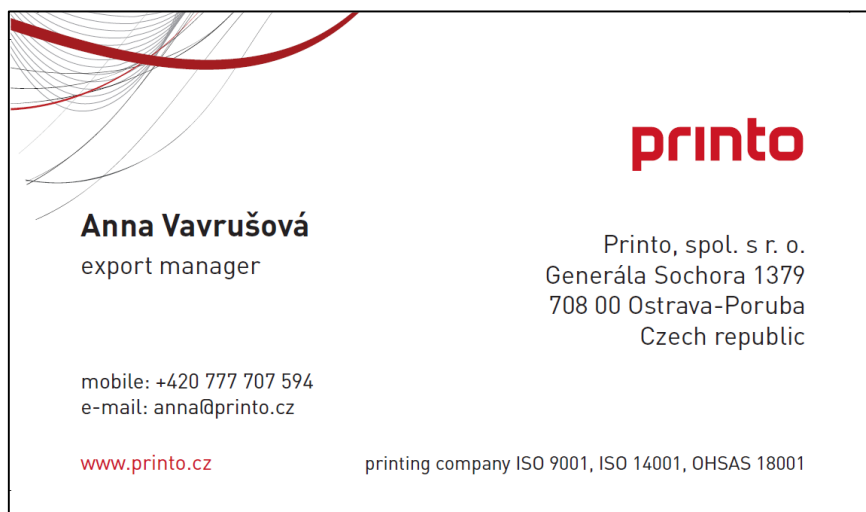 printo
Anna Vavrušová
export manager
Printo, spol. s r. o.
Generála Sochora 1379
708 00 Ostrava-Poruba
Czech republic
mobile: +420 777 707 594
e-mail: anna@printo.cz
www.printo.cz
printing company ISO 9001, ISO 14001, OHSAS 18001